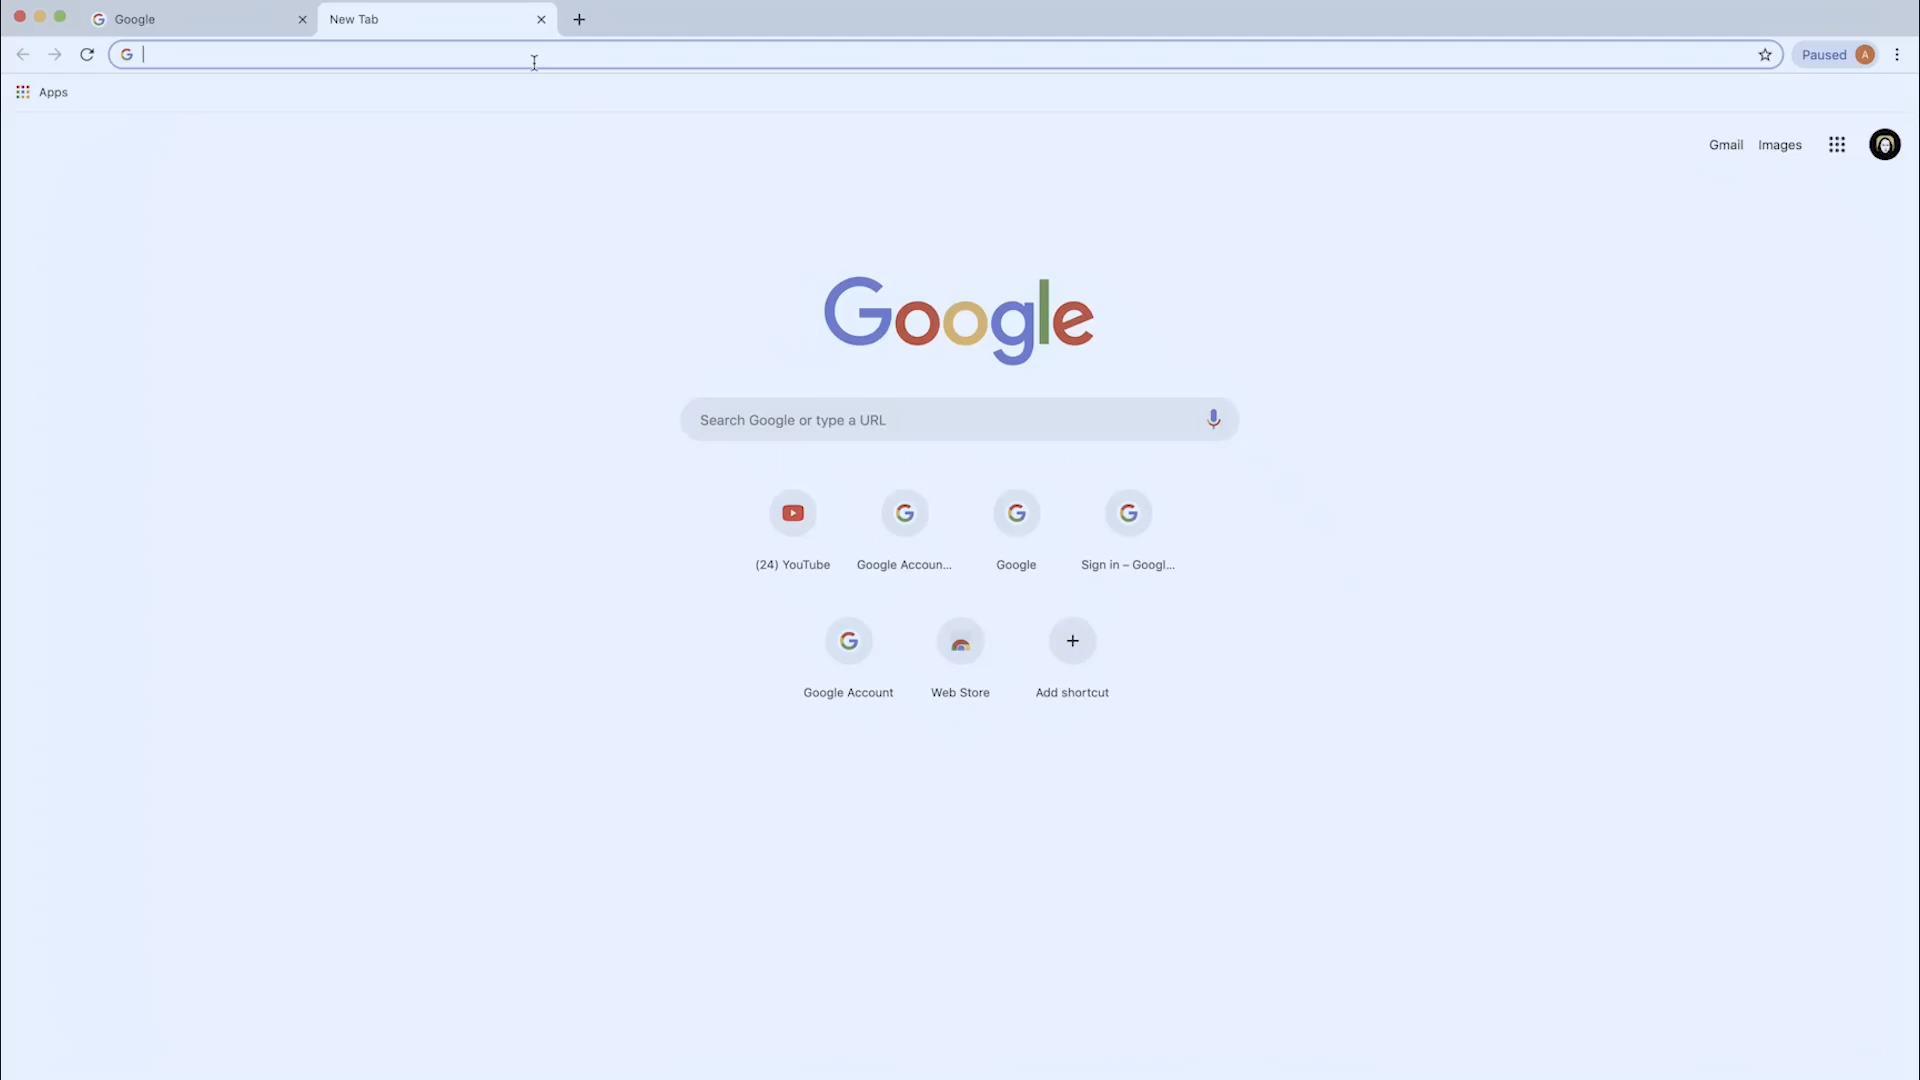 Google
New Tab
Paused A
Apps
Gmail Images
Google
Search Google or type a URL
(24) YouTube
Google Accoun...
Google
Sign in – Googl...
Google Account
Web Store
Add shortcut